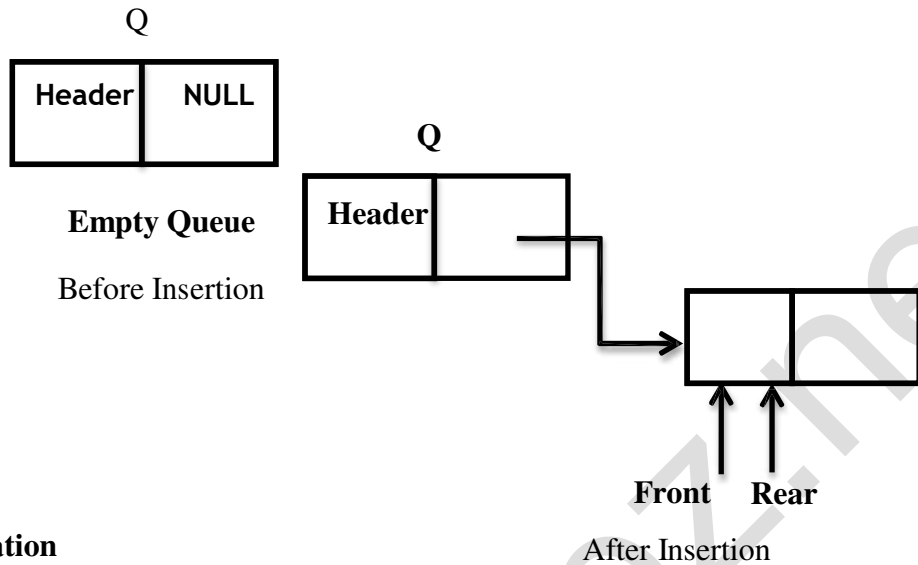 Q
Header NULL
Empty Queue
Before Insertion
Q
Header
Front Rear
After Insertion